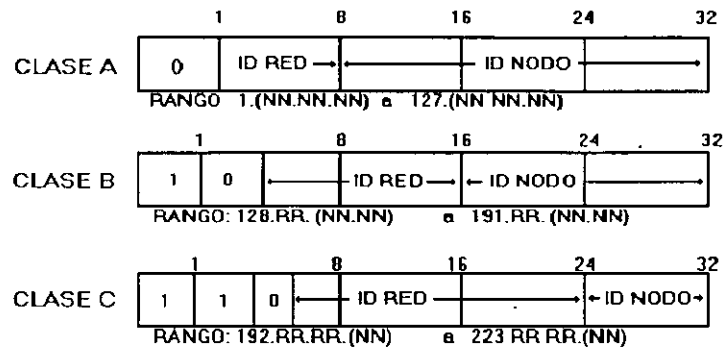 1 8 16 24 32
CLASE A 0 ID RED ID NODO
RANGO 1.(NN.NN.NN) a 127.(NN NN.NN)
1 8 16 24 32
CLASE B 1 0 ID RED ID NODO
RANGO: 128.RR. (NN.NN) a 191.RR. (NN.NN)
1 8 16 24 32
CLASE C 1 1 0 ID RED ID NODO
RANGO: 192.RR.RR. (NN) a 223 RR RR. (NN)